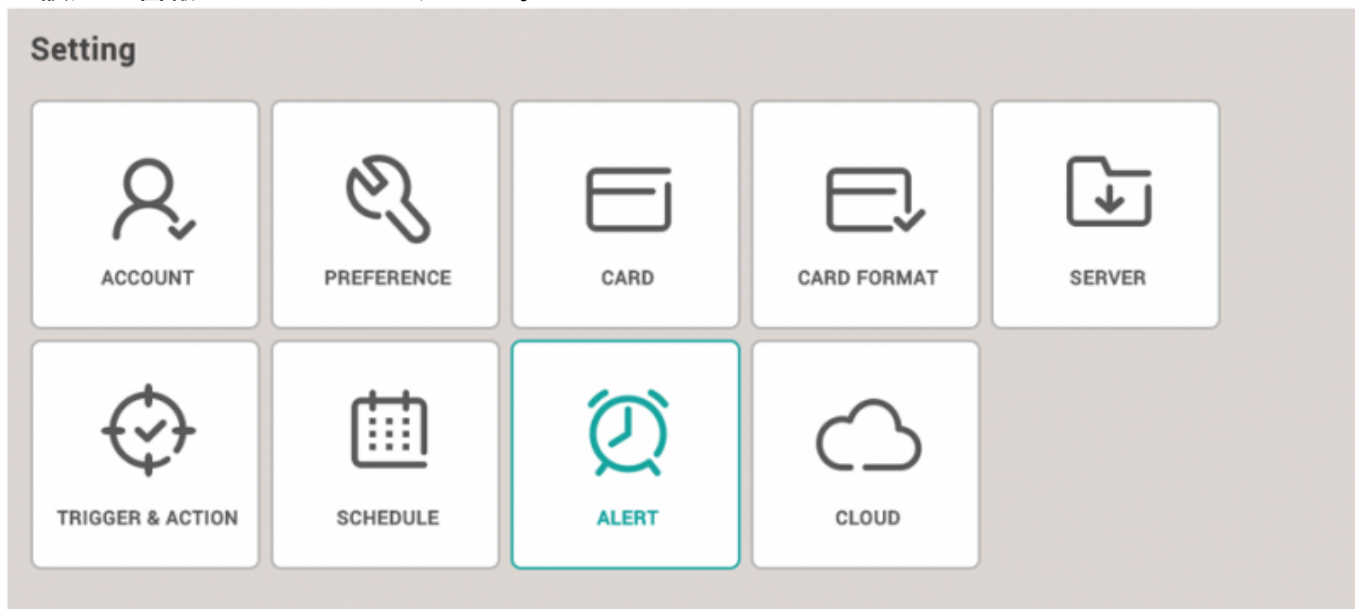 Setting
ACCOUNT
PREFERENCE
CARD
CARD FORMAT
SERVER
TRIGGER & ACTION
SCHEDULE
ALERT
CLOUD